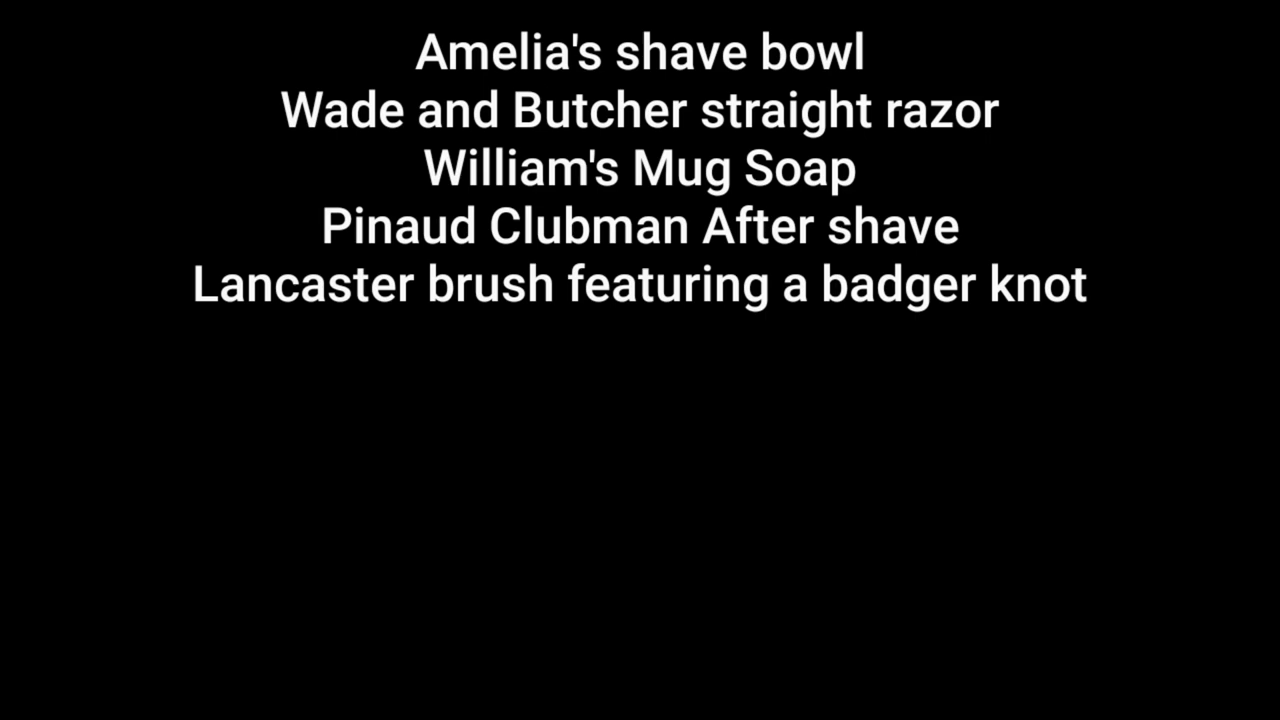 Amelia's shave bowl
Wade and Butcher straight razor
William's Mug Soap
Pinaud Clubman After shave
Lancaster brush featuring a badger knot